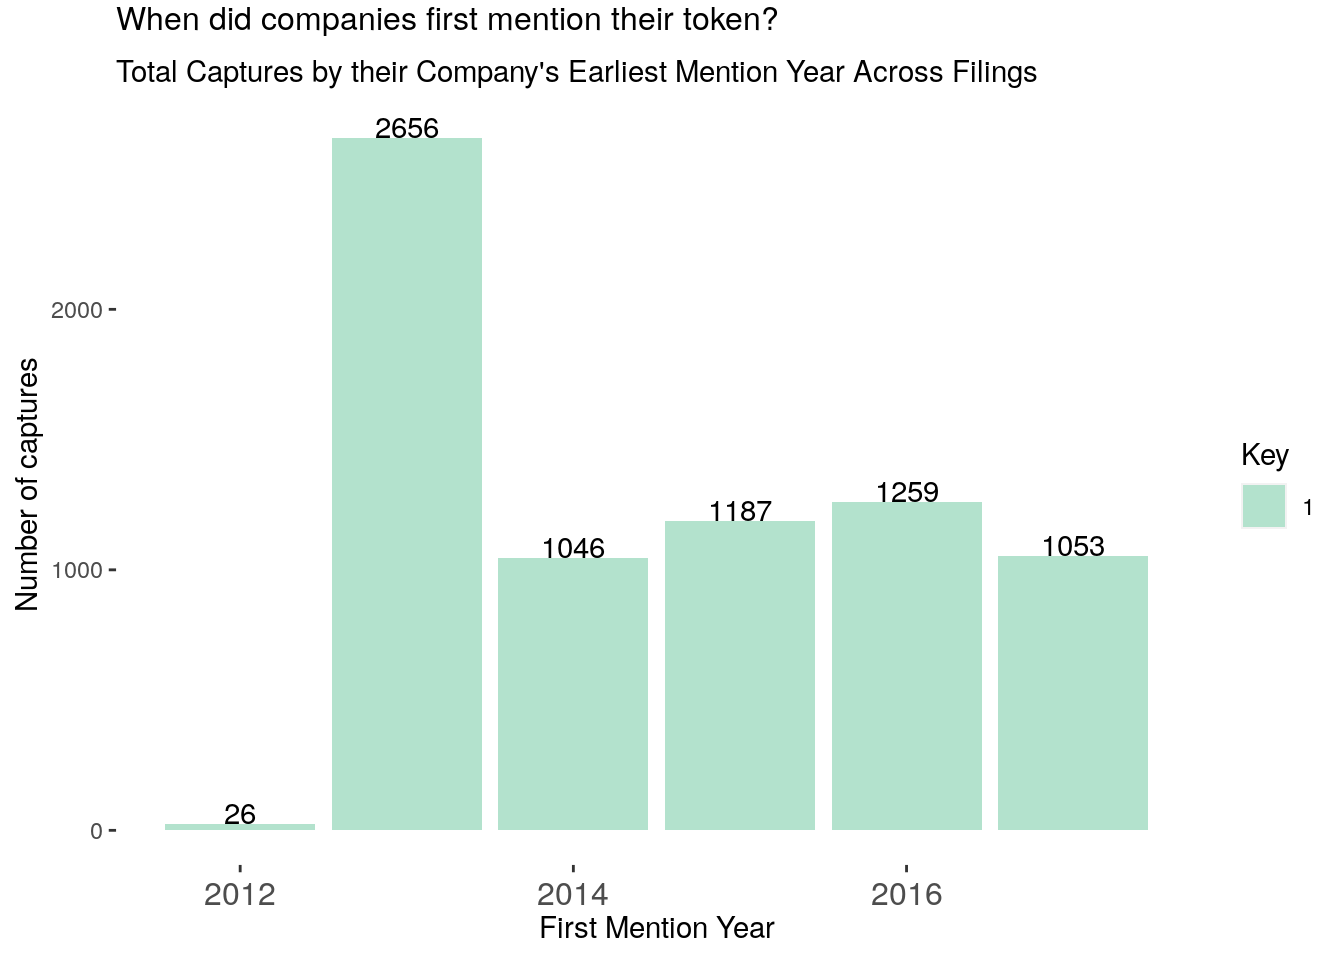 When did companies first mention their token?
Total Captures by their Company's Earliest Mention Year Across Filings
Number of captures
2000
1000
0
26
2656
1046
1187
1259
1053
2012
2014
2016
First Mention Year
Key
1